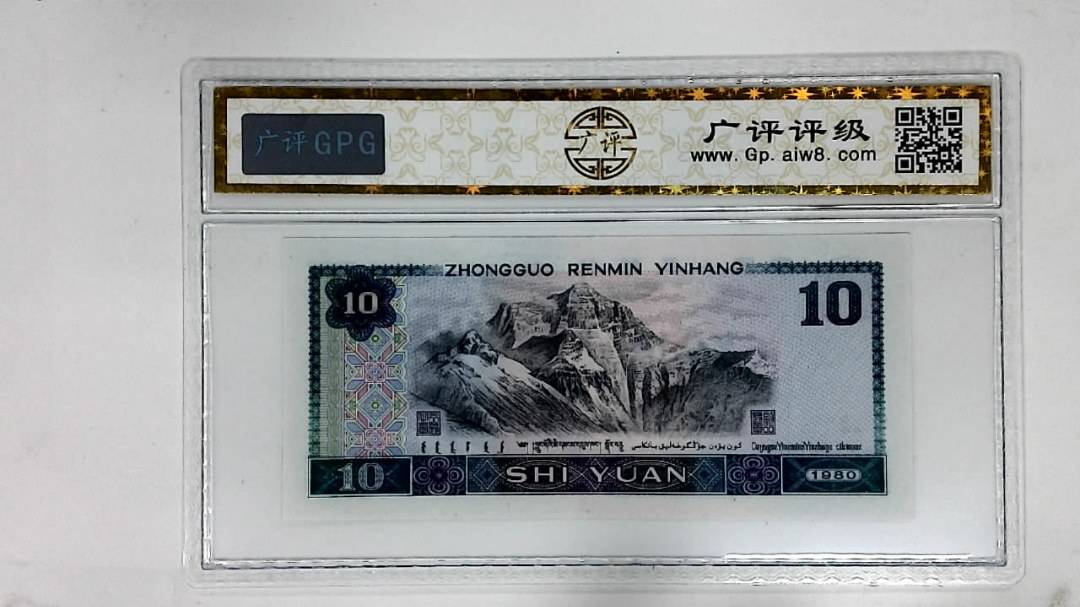 广评GPG
广评
广评评级
www. Gp. aiw8. com
ZHONGGUO RENMIN YINHANG
10
10
10
SHI YUAN
1980